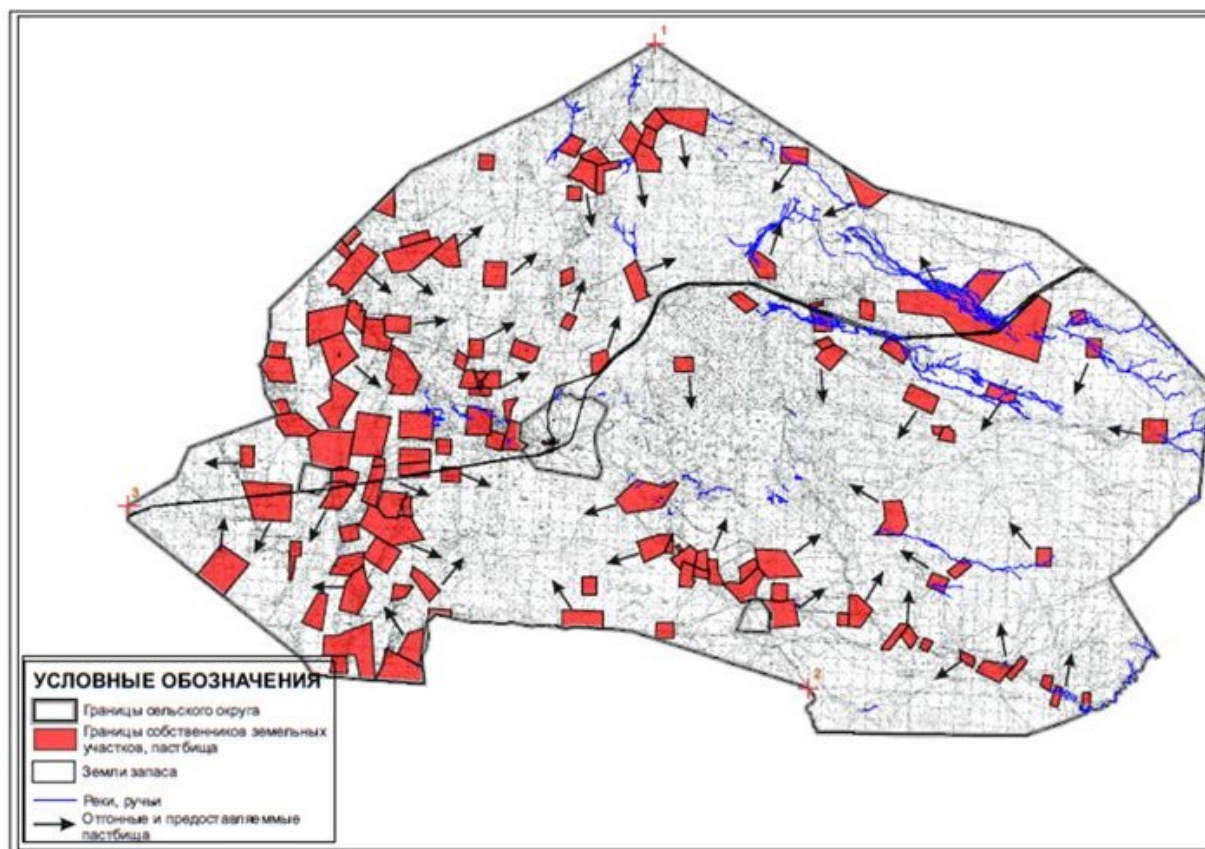 1
3
2
УСЛОВНЫЕ ОБОЗНАЧЕНИЯ
Границы сельского округа
Границы собственников земельных
участков, пастбища
Земли запаса
Реки, ручьи
Отгонные и предоставляеммые
пастбища